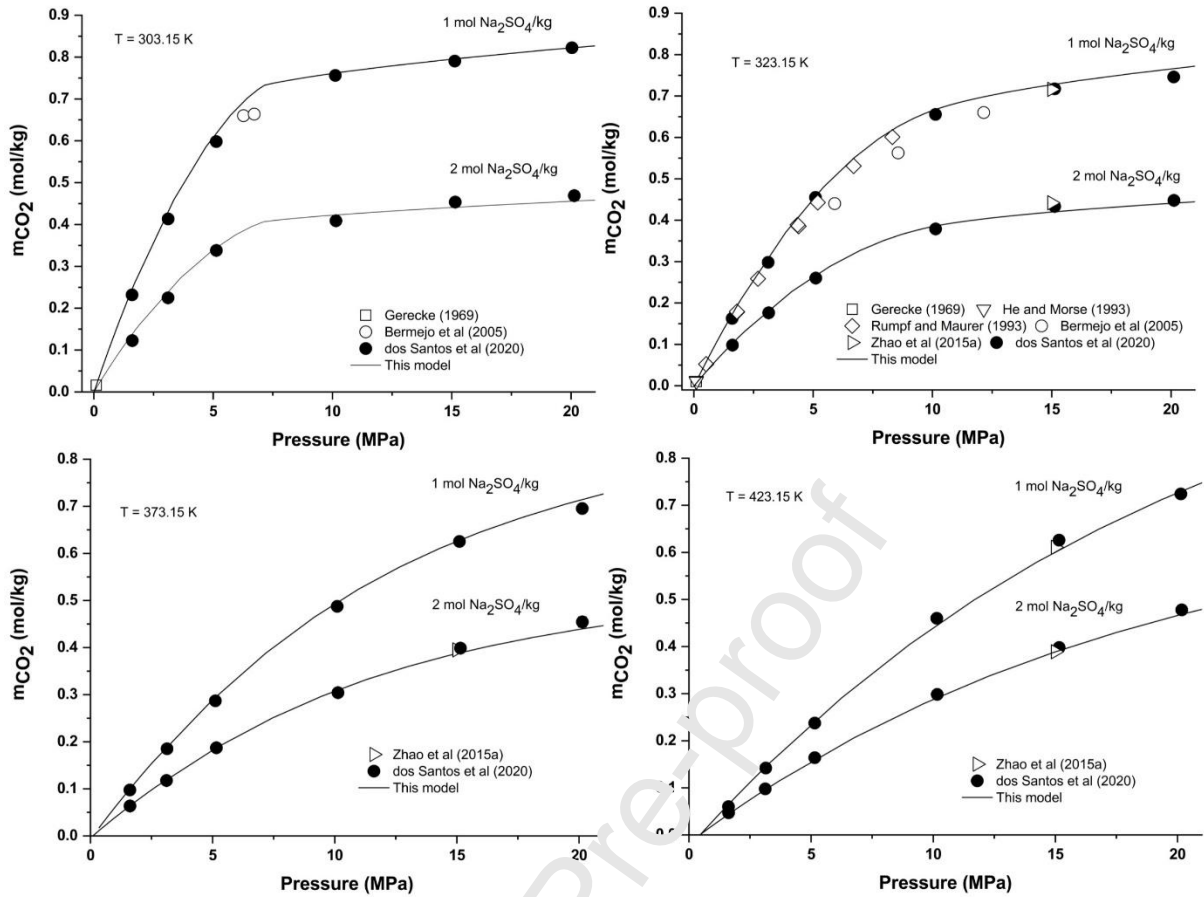 0.9
0.8
0.7
0.6
0.5
0.4
0.3
0.2
0.1
0.0
mCO2 (mol/kg)
T = 303.15 K
1 mol Na2SO4/kg
2 mol Na2SO4/kg
Gerecke (1969)
Bermejo et al (2005)
dos Santos et al (2020)
This model
0 5 10 15 20
Pressure (MPa)
0.9
0.8
0.7
0.6
0.5
0.4
0.3
0.2
0.1
0.0
mCO2 (mol/kg)
T = 323.15 K
1 mol Na2SO4/kg
2 mol Na2SO4/kg
Gerecke (1969) He and Morse (1993)
Rumpf and Maurer (1993) Bermejo et al (2005)
Zhao et al (2015a) dos Santos et al (2020)
This model
0 5 10 15 20
Pressure (MPa)
0.8
0.7
0.6
0.5
0.4
0.3
0.2
0.1
0.0
mCO2 (mol/kg)
T = 373.15 K
1 mol Na2SO4/kg
2 mol Na2SO4/kg
Zhao et al (2015a)
dos Santos et al (2020)
This model
0 5 10 15 20
Pressure (MPa)
0.8
0.7
0.6
0.5
0.4
0.3
0.2
0.1
0.0
mCO2 (mol/kg)
T = 423.15 K
1 mol Na2SO4/kg
2 mol Na2SO4/kg
Zhao et al (2015a)
dos Santos et al (2020)
This model
0 5 10 15 20
Pressure (MPa)
Pre-proof